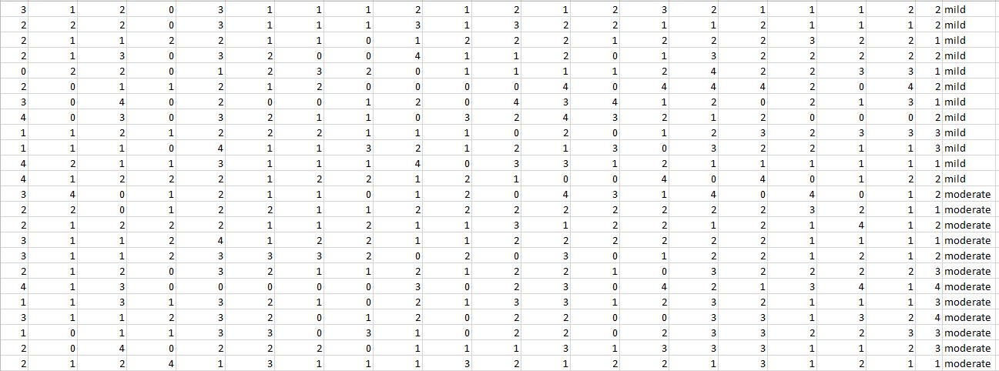 3 1 2 0 3 1 1 1 2 1 2 1 2 3 2 1 1 1 2 2 mild
2 2 2 0 3 1 1 1 3 1 3 2 2 1 1 2 1 1 1 2 mild
2 1 1 2 2 1 1 0 1 2 2 2 1 2 2 2 3 2 2 1 mild
2 1 3 0 3 2 0 0 4 1 1 2 0 1 3 2 2 2 2 2 mild
0 2 2 0 1 2 3 2 0 1 1 1 1 2 4 2 2 3 3 1 mild
2 0 1 1 2 1 2 0 0 0 0 4 0 4 4 4 2 0 4 2 mild
3 0 4 0 2 0 0 1 2 0 4 3 4 1 2 0 2 1 3 1 mild
4 0 3 0 3 2 1 1 0 3 2 4 3 2 1 2 0 0 0 2 mild
1 1 2 1 2 2 2 1 1 1 0 2 0 1 2 3 2 3 3 3 mild
1 1 1 0 4 1 1 3 2 1 2 1 3 0 3 2 2 1 1 3 mild
4 2 1 1 3 1 1 1 4 0 3 3 1 2 1 1 1 1 1 1 mild
4 1 2 2 2 1 2 2 1 2 1 0 0 4 0 4 0 1 2 2 mild
3 4 0 1 2 1 1 0 1 2 0 4 3 1 4 0 4 0 1 2 moderate
2 2 0 1 2 2 1 1 2 2 2 2 2 2 2 2 3 2 1 1 moderate
2 1 2 2 2 1 1 2 1 1 3 1 2 2 1 2 1 4 1 2 moderate
3 1 1 2 4 1 2 2 1 1 2 2 2 2 2 2 1 1 1 1 moderate
3 1 1 2 3 3 3 2 0 2 0 3 0 1 2 2 1 2 1 2 moderate
2 1 2 0 3 2 1 1 2 1 2 2 1 0 3 2 2 2 2 3 moderate
4 1 3 0 0 0 0 0 3 0 2 3 0 4 2 1 3 4 1 4 moderate
1 1 3 1 3 2 1 0 2 1 3 3 1 2 3 2 1 1 1 3 moderate
3 1 1 2 3 2 0 1 2 0 2 2 0 0 3 3 1 3 2 4 moderate
1 0 1 1 3 3 0 3 1 0 2 2 0 2 3 3 2 2 3 3 moderate
2 0 4 0 2 2 2 0 1 1 1 3 1 3 3 3 1 1 2 3 moderate
2 1 2 4 1 3 1 1 1 3 2 1 2 2 1 3 1 2 1 1 moderate